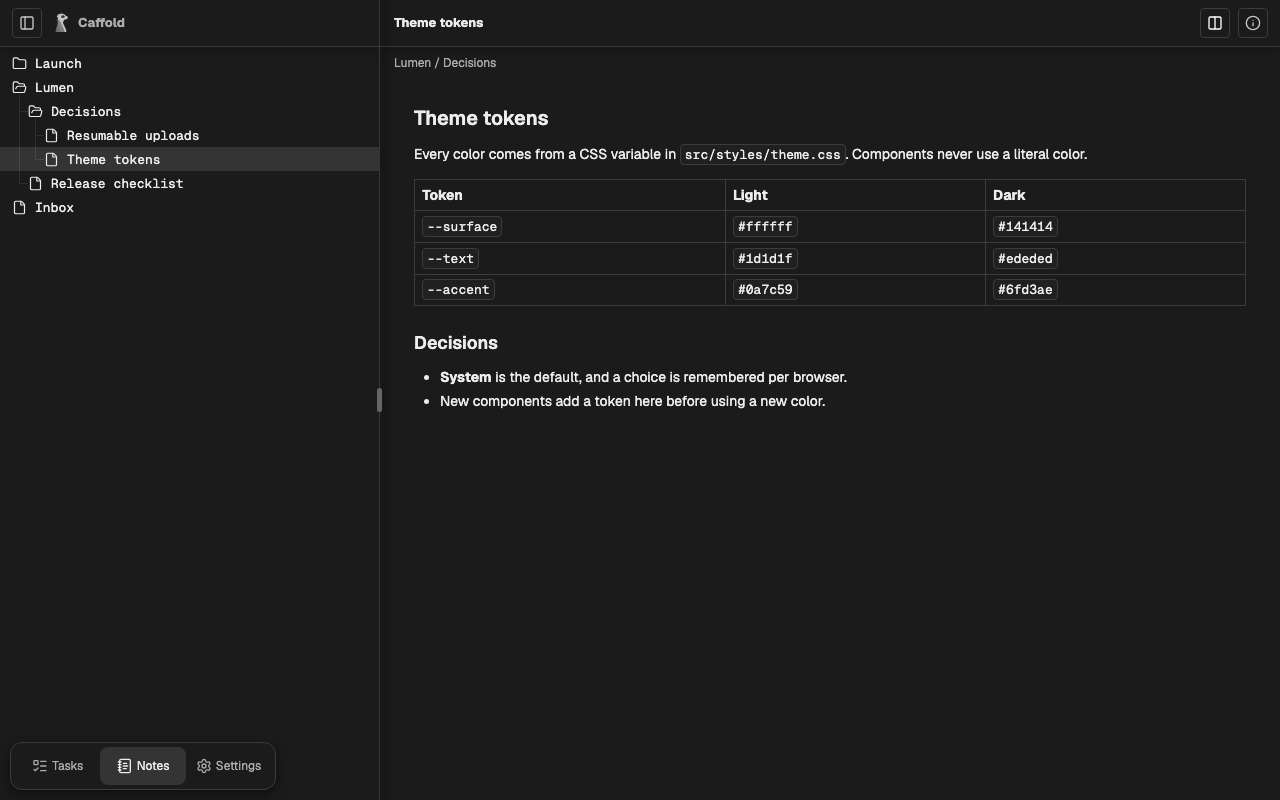 Caffold
Theme tokens
Launch
Lumen
Decisions
Resumable uploads
Theme tokens
Release checklist
Inbox
Lumen / Decisions
Theme tokens
Every color comes from a CSS variable in src/styles/theme.css. Components never use a literal color.
Token Light Dark
--surface #ffffff #141414
--text #1d1d1f #ededed
--accent #0a7c59 #6fd3ae
Decisions
• System is the default, and a choice is remembered per browser.
• New components add a token here before using a new color.
Tasks Notes Settings